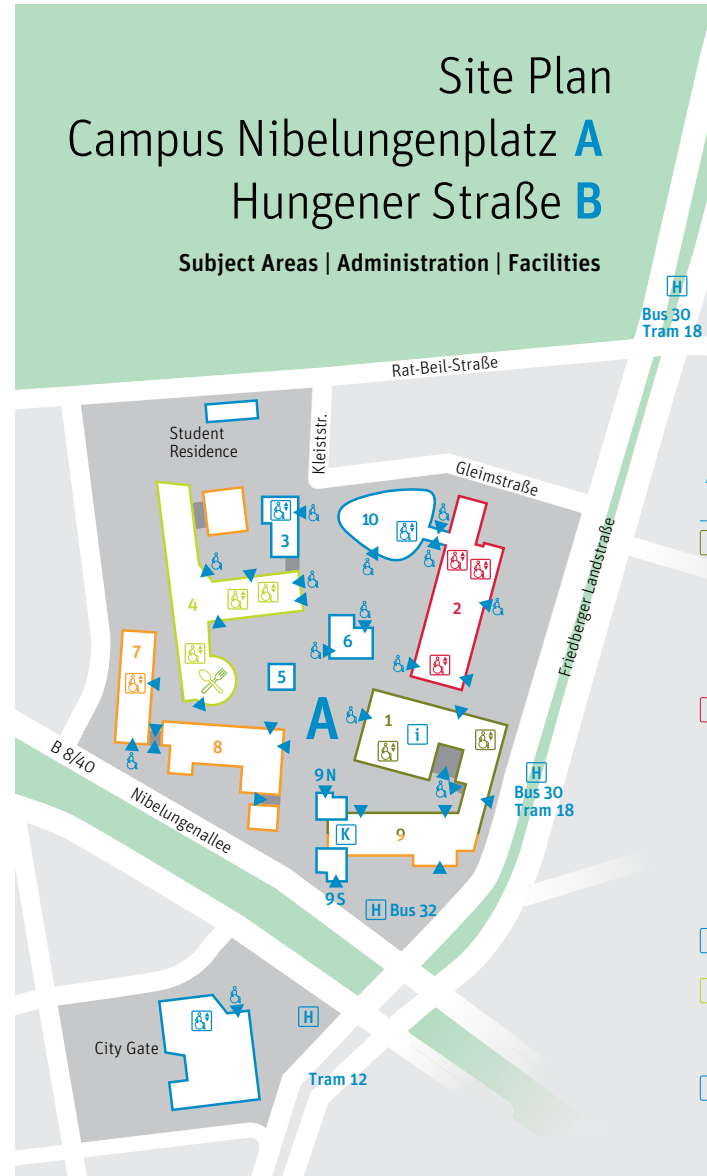 Site Plan
Campus Nibelungenplatz A
Hungener Straße B
Subject Areas | Administration | Facilities
H
Bus 30
Tram 18
Rat-Beil-Straße
Student
Residence
Kleiststr.
Gleimstraße
10
3
Friedberger Landstraße
4
2
6
7
5
A
1
i
8
B 8/40
Nibelungenallee
9N
H
Bus 30
Tram 18
K
9
9S
H Bus 32
H
City Gate
Tram 12